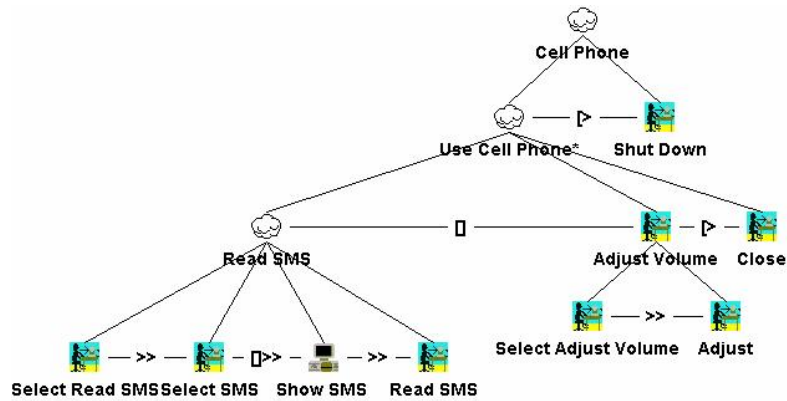 Cell Phone
[>
Use Cell Phone* Shut Down
[] [>
Read SMS Adjust Volume Close
>>
Select Adjust Volume Adjust
>> []>> >>
Select Read SMS Select SMS Show SMS Read SMS